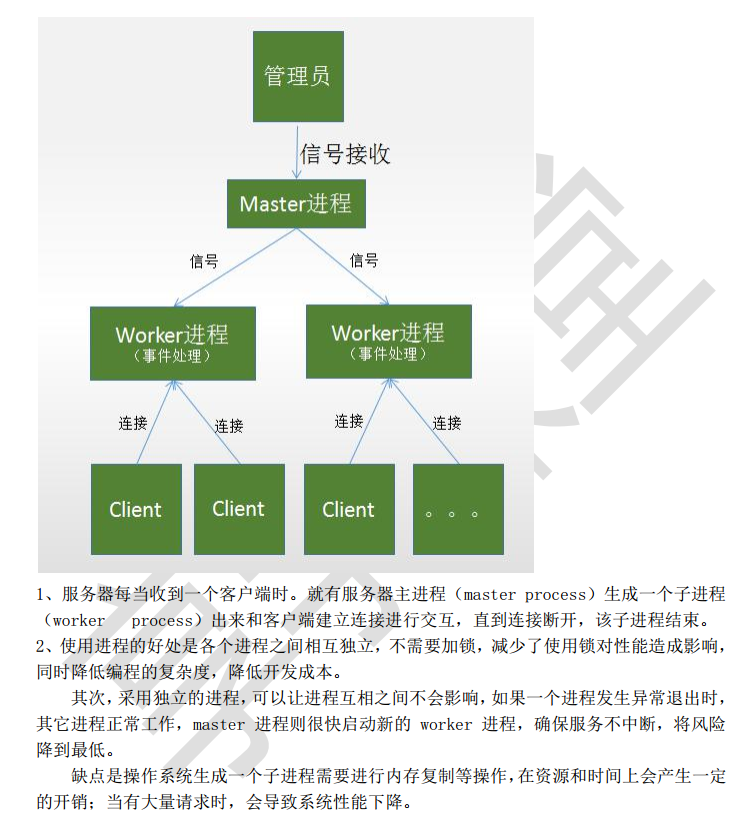 管理员
信号接收
Master进程
信号
信号
Worker进程
（事件处理）
Worker进程
（事件处理）
连接
连接
连接
连接
Client
Client
Client
。。。
1、服务器每当收到一个客户端时。就有服务器主进程（master process）生成一个子进程
（worker process）出来和客户端建立连接进行交互，直到连接断开，该子进程结束。
2、使用进程的好处是各个进程之间相互独立，不需要加锁，减少了使用锁对性能造成影响，
同时降低编程的复杂度，降低开发成本。
其次，采用独立的进程，可以让进程互相之间不会影响，如果一个进程发生异常退出时，
其它进程正常工作，master 进程则很快启动新的 worker 进程，确保服务不中断，将风险
降到最低。
缺点是操作系统生成一个子进程需要进行内存复制等操作，在资源和时间上会产生一定
的开销；当有大量请求时，会导致系统性能下降。